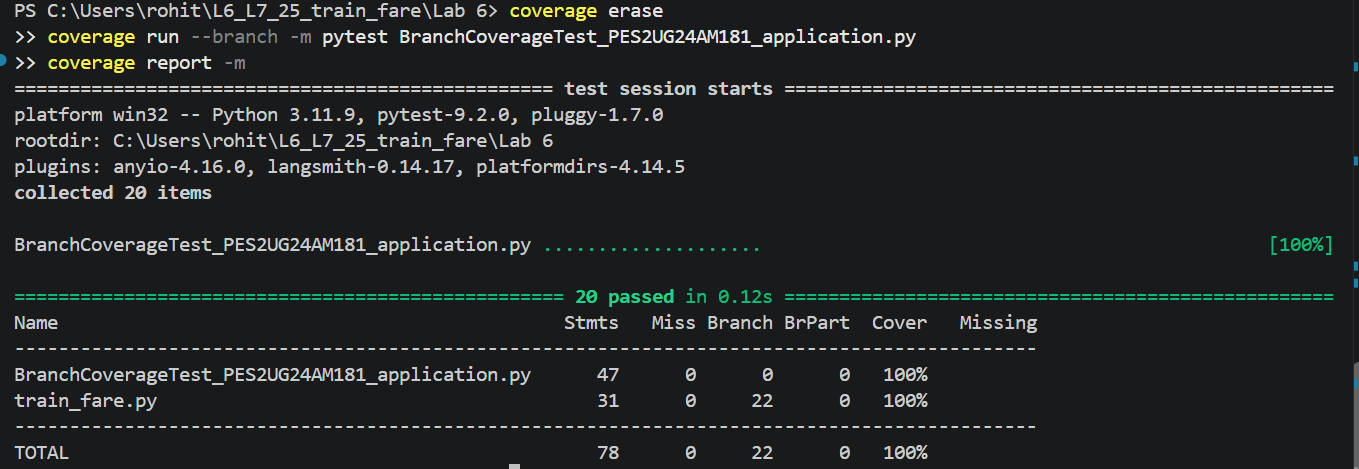 PS C:\Users\rohit\L6_L7_25_train_fare\Lab 6> coverage erase
>> coverage run --branch -m pytest BranchCoverageTest_PES2UG24AM181_application.py
>> coverage report -m
================================================= test session starts ==================================================
platform win32 -- Python 3.11.9, pytest-9.2.0, pluggy-1.7.0
rootdir: C:\Users\rohit\L6_L7_25_train_fare\Lab 6
plugins: anyio-4.16.0, langsmith-0.14.17, platformdirs-4.14.5
collected 20 items

BranchCoverageTest_PES2UG24AM181_application.py .................... [100%]

================================================== 20 passed in 0.12s ==================================================
Name Stmts Miss Branch BrPart Cover Missing
---------------------------------------------------------------------------------------------
BranchCoverageTest_PES2UG24AM181_application.py 47 0 0 0 100%
train_fare.py 31 0 22 0 100%
---------------------------------------------------------------------------------------------
TOTAL 78 0 22 0 100%